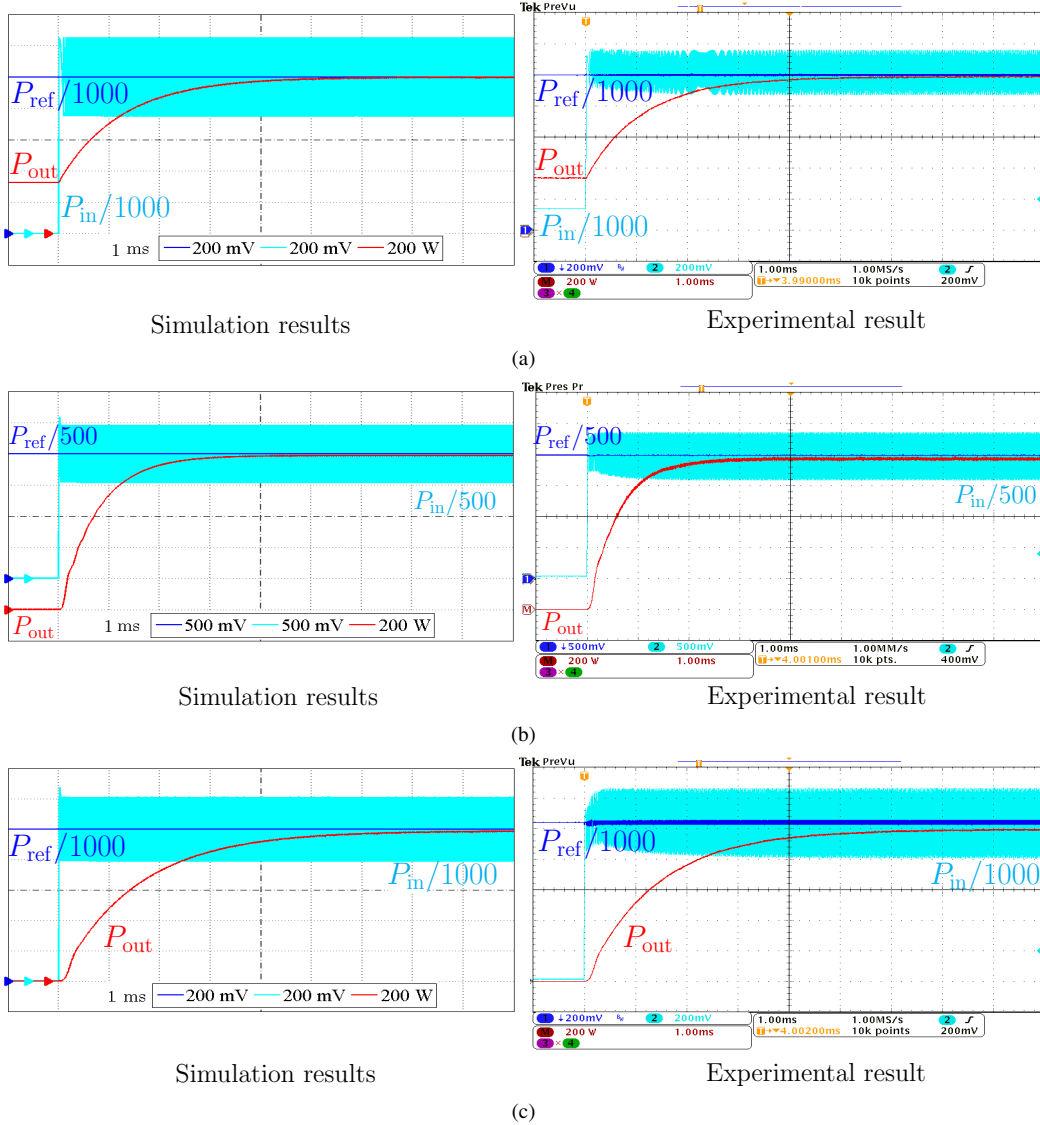 Tek PreVu
T
T
P_ref/1000
P_out
P_in/1000
1 ms 200 mV 200 mV 200 W
P_ref/1000
P_out
P_in/1000
1
1 ↓200mV 2 200mV
M 200 W 1.00ms
3 × 4
1.00ms 1.00MS/s 2
T→▾3.99000ms 10k points 200mV
Simulation results
Experimental result
(a)
Tek Pres Pr
T
T
P_ref/500
P_in/500
P_out
1 ms 500 mV 500 mV 200 W
P_ref/500
P_in/500
1
M
P_out
1 ↓500mV 2 500mV
M 200 W 1.00ms
3 × 4
1.00ms 1.00MM/s 2
T→▾4.00100ms 10k pts. 400mV
Simulation results
Experimental result
(b)
Tek PreVu
T
T
P_ref/1000
P_in/1000
P_out
1 ms 200 mV 200 mV 200 W
P_ref/1000
P_in/1000
P_out
1 ↓200mV 2 200mV
M 200 W 1.00ms
3 × 4
1.00ms 1.00MS/s 2
T→▾4.00200ms 10k points 200mV
Simulation results
Experimental result
(c)